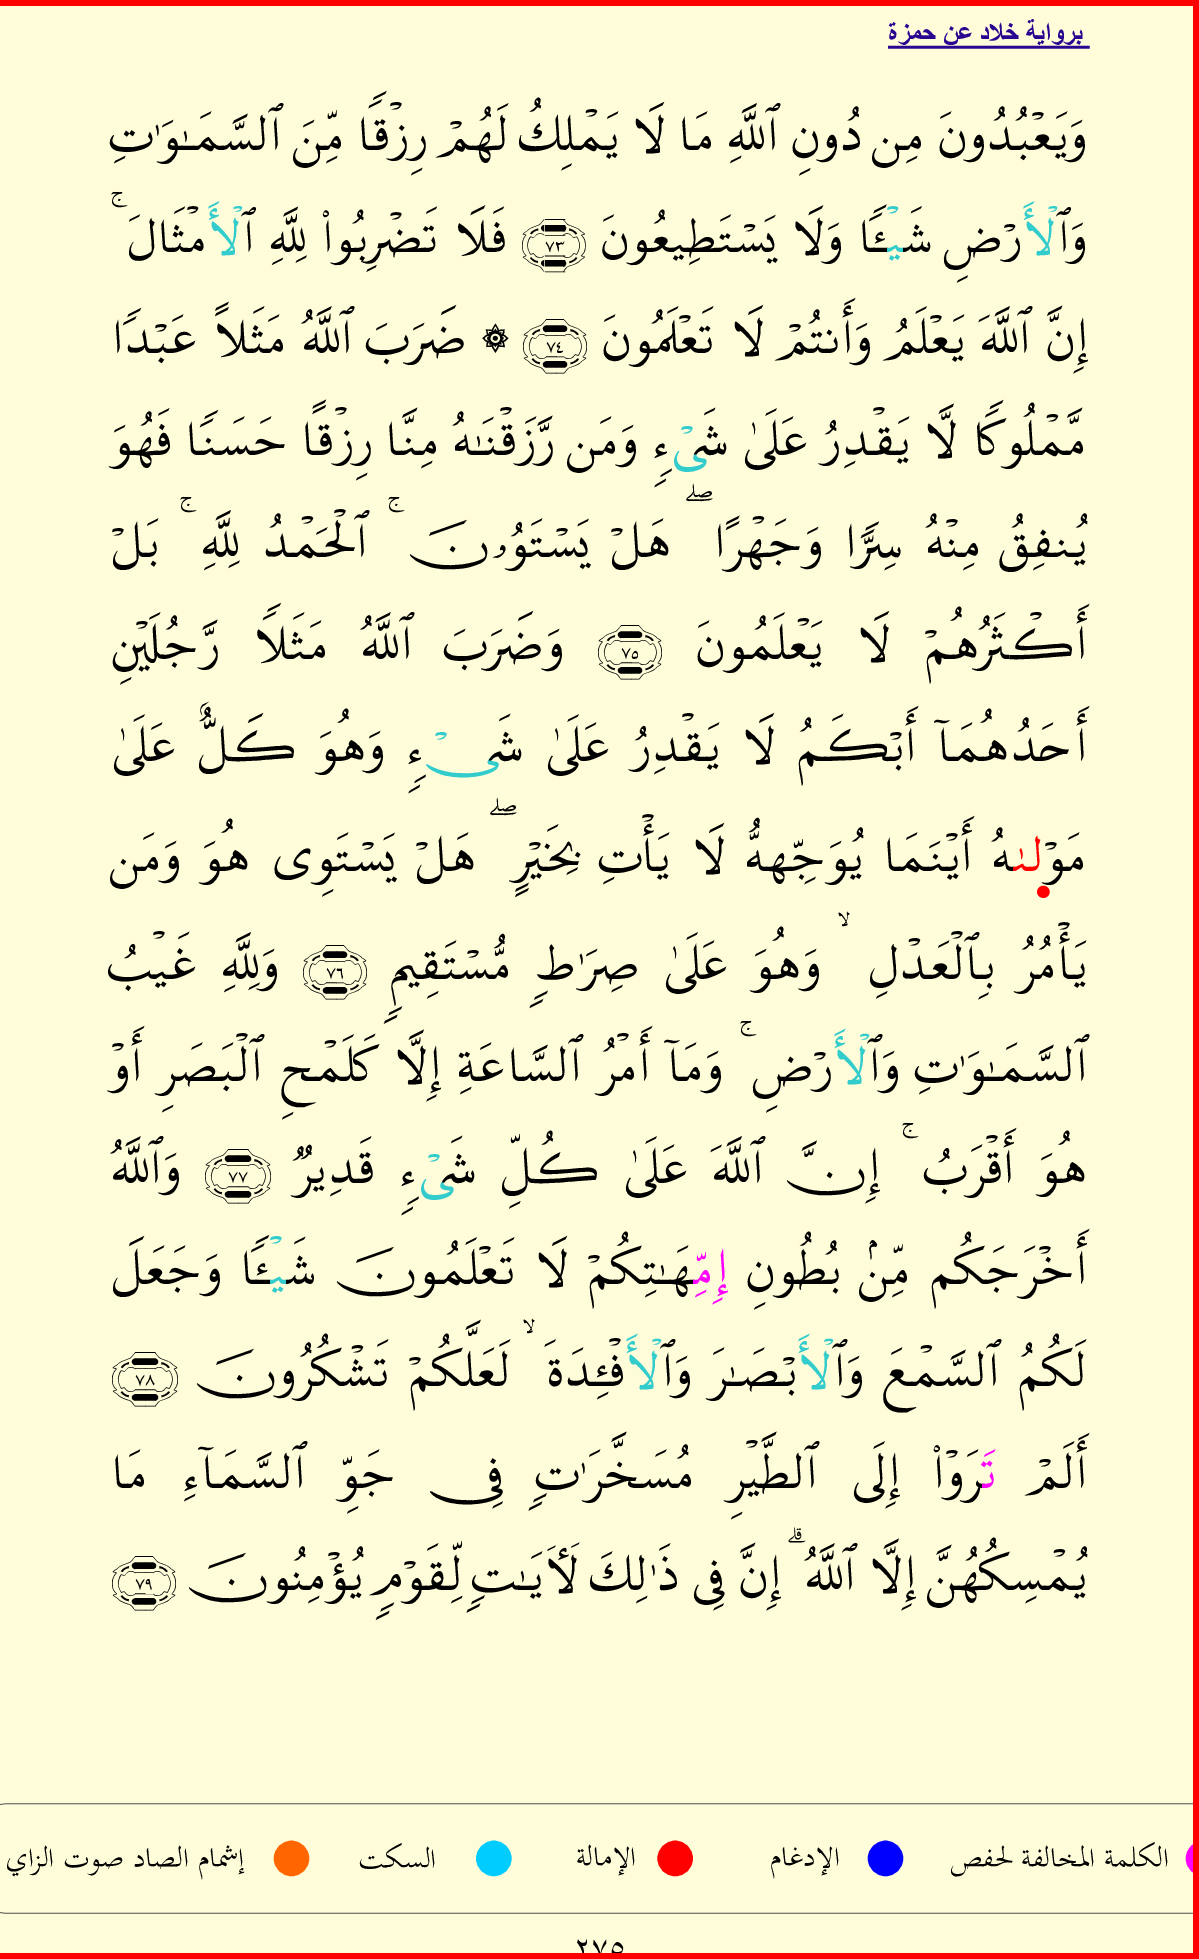 برواية خلاد عن حمزة
وَيَعْبُدُونَ مِن دُونِ ٱللَّهِ مَا لَا يَمْلِكُ لَهُمْ رِزْقًا مِّنَ ٱلسَّمَٰوَٰتِ
وَٱلْأَرْضِ شَيْـًٔا وَلَا يَسْتَطِيعُونَ ٧٣ فَلَا تَضْرِبُوا۟ لِلَّهِ ٱلْأَمْثَالَ ۚ
إِنَّ ٱللَّهَ يَعْلَمُ وَأَنتُمْ لَا تَعْلَمُونَ ٧٤ ۞ ضَرَبَ ٱللَّهُ مَثَلًا عَبْدًا
مَّمْلُوكًا لَّا يَقْدِرُ عَلَىٰ شَىْءٍ وَمَن رَّزَقْنَٰهُ مِنَّا رِزْقًا حَسَنًا فَهُوَ
يُنفِقُ مِنْهُ سِرًّا وَجَهْرًا ۖ هَلْ يَسْتَوُۥنَ ۚ ٱلْحَمْدُ لِلَّهِ ۚ بَلْ
أَكْثَرُهُمْ لَا يَعْلَمُونَ ٧٥ وَضَرَبَ ٱللَّهُ مَثَلًا رَّجُلَيْنِ
أَحَدُهُمَآ أَبْكَمُ لَا يَقْدِرُ عَلَىٰ شَىْءٍ وَهُوَ كَلٌّ عَلَىٰ
مَوْلَىٰهُ أَيْنَمَا يُوَجِّههُّ لَا يَأْتِ بِخَيْرٍ ۖ هَلْ يَسْتَوِى هُوَ وَمَن
يَأْمُرُ بِٱلْعَدْلِ ۙ وَهُوَ عَلَىٰ صِرَٰطٍ مُّسْتَقِيمٍ ٧٦ وَلِلَّهِ غَيْبُ
ٱلسَّمَٰوَٰتِ وَٱلْأَرْضِ ۚ وَمَآ أَمْرُ ٱلسَّاعَةِ إِلَّا كَلَمْحِ ٱلْبَصَرِ أَوْ
هُوَ أَقْرَبُ ۚ إِنَّ ٱللَّهَ عَلَىٰ كُلِّ شَىْءٍ قَدِيرٌ ٧٧ وَٱللَّهُ
أَخْرَجَكُم مِّنۢ بُطُونِ إِمِّهَٰتِكُمْ لَا تَعْلَمُونَ شَيْـًٔا وَجَعَلَ
لَكُمُ ٱلسَّمْعَ وَٱلْأَبْصَٰرَ وَٱلْأَفْـِٔدَةَ ۙ لَعَلَّكُمْ تَشْكُرُونَ ٧٨
أَلَمْ تَرَوْا۟ إِلَى ٱلطَّيْرِ مُسَخَّرَٰتٍ فِى جَوِّ ٱلسَّمَآءِ مَا
يُمْسِكُهُنَّ إِلَّا ٱللَّهُ ۗ إِنَّ فِى ذَٰلِكَ لَأٓيَٰتٍ لِّقَوْمٍ يُؤْمِنُونَ ٧٩
الكلمة المخالفة لحفص الإدغام الإمالة السكت إشمام الصاد صوت الزاي
٢٧٥